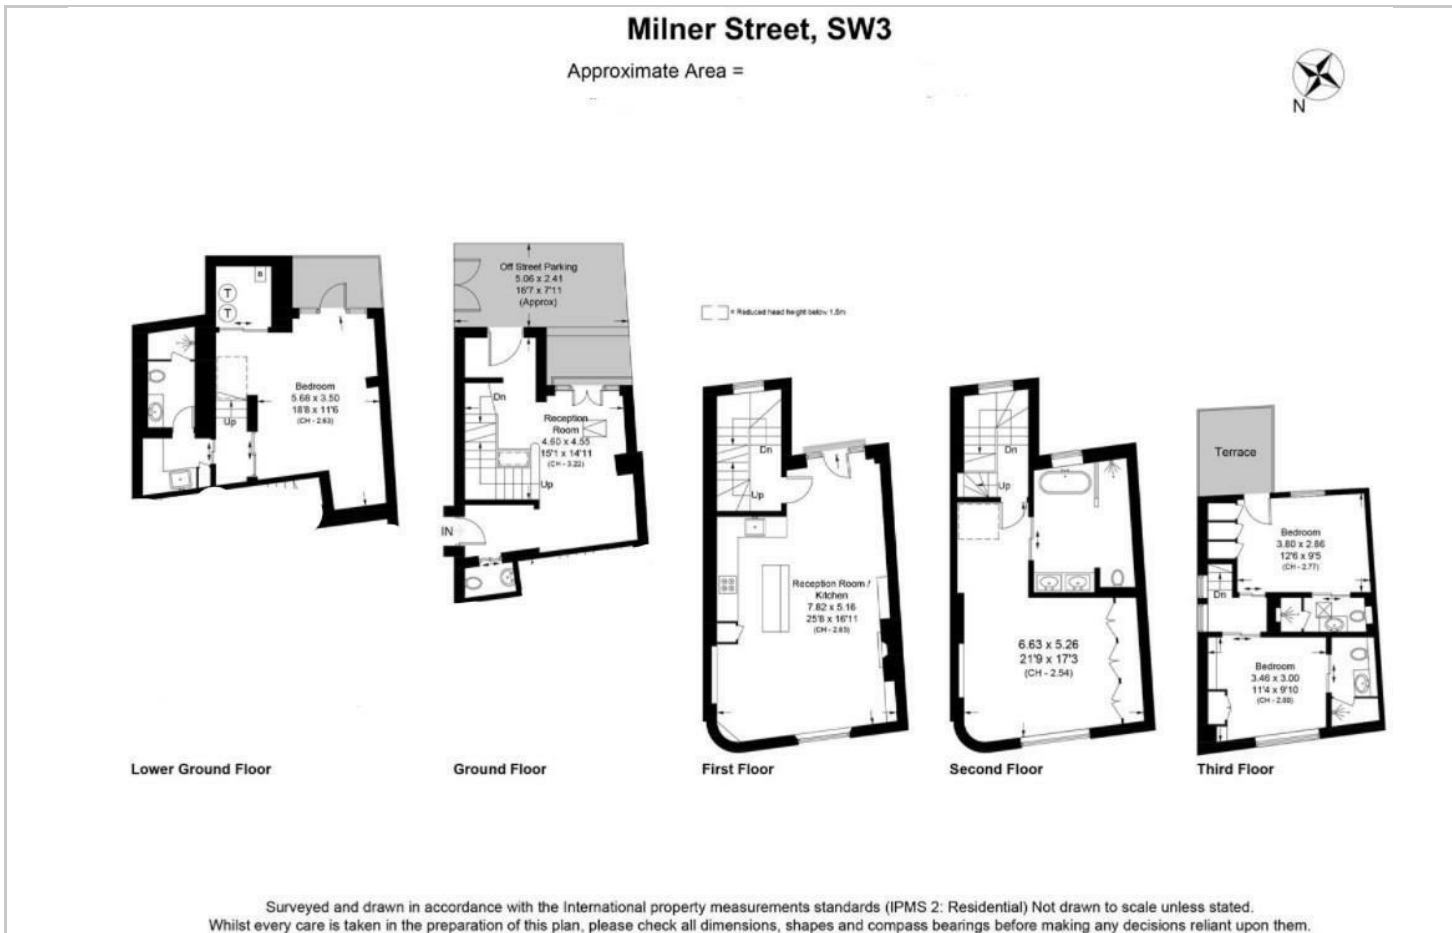 Milner Street, SW3
Approximate Area =
N
Off Street Parking
5.06 x 2.41
16'7 x 7'11
(Approx)
= Reduced head height below 1.5m
B
T
T
Bedroom
5.68 x 3.50
18'8 x 11'6
(CH - 2.63)
Up
Dn
Reception
Room
4.60 x 4.55
15'1 x 14'11
(CH - 3.22)
Up
IN
Dn
Up
Reception Room /
Kitchen
7.82 x 5.16
25'8 x 16'11
(CH - 2.85)
Dn
Up
6.63 x 5.26
21'9 x 17'3
(CH - 2.54)
Terrace
Bedroom
3.80 x 2.86
12'6 x 9'5
(CH - 2.77)
Dn
Bedroom
3.46 x 3.00
11'4 x 9'10
Lower Ground Floor
Ground Floor
First Floor
Second Floor
Third Floor
Surveyed and drawn in accordance with the International property measurements standards (IPMS 2: Residential) Not drawn to scale unless stated.
Whilst every care is taken in the preparation of this plan, please check all dimensions, shapes and compass bearings before making any decisions reliant upon them.